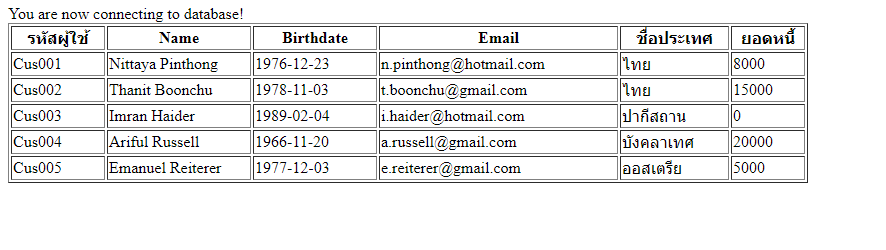 You are now connecting to database!
รหัสผู้ใช้ Name Birthdate Email ชื่อประเทศ ยอดหนี้
Cus001 Nittaya Pinthong 1976-12-23 n.pinthong@hotmail.com ไทย 8000
Cus002 Thanit Boonchu 1978-11-03 t.boonchu@gmail.com ไทย 15000
Cus003 Imran Haider 1989-02-04 i.haider@hotmail.com ปากีสถาน 0
Cus004 Ariful Russell 1966-11-20 a.russell@gmail.com บังคลาเทศ 20000
Cus005 Emanuel Reiterer 1977-12-03 e.reiterer@gmail.com ออสเตรีย 5000